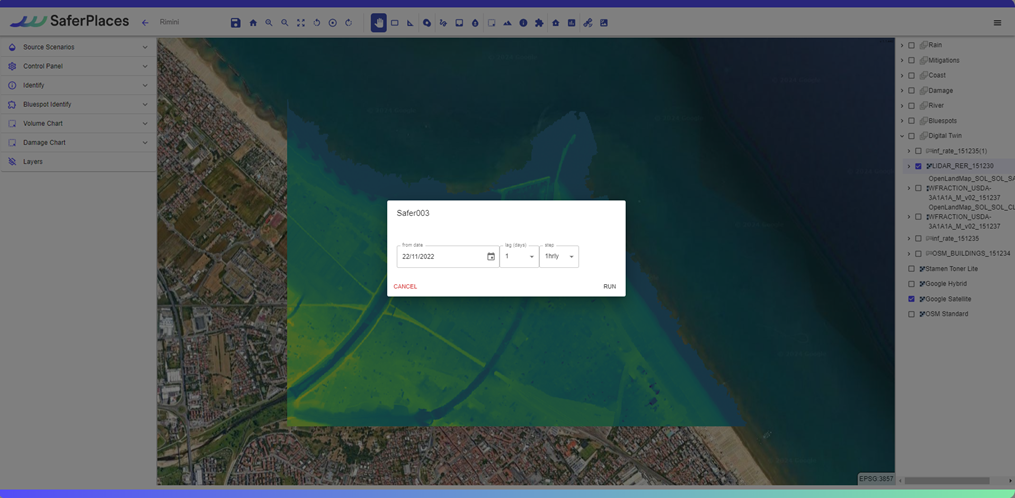 SaferPlaces
Rimini
Source Scenarios
Control Panel
Identify
Bluespot Identify
Volume Chart
Damage Chart
Layers
Safer003
from date
22/11/2022
lag (days)
1
step
1hrly
CANCEL
RUN
Rain
Mitigations
Coast
Damage
River
Bluespots
Digital Twin
inf_rate_151235(1)
LIDAR_RER_151230
OpenLandMap_SOL_SOL_SA
WFRACTION_USDA-
3A1A1A_M_v02_151237
OpenLandMap_SOL_SOL_CL
WFRACTION_USDA-
3A1A1A_M_v02_151237
inf_rate_151235
OSM_BUILDINGS_151234
Stamen Toner Lite
Google Hybrid
Google Satellite
OSM Standard
EPSG:3857